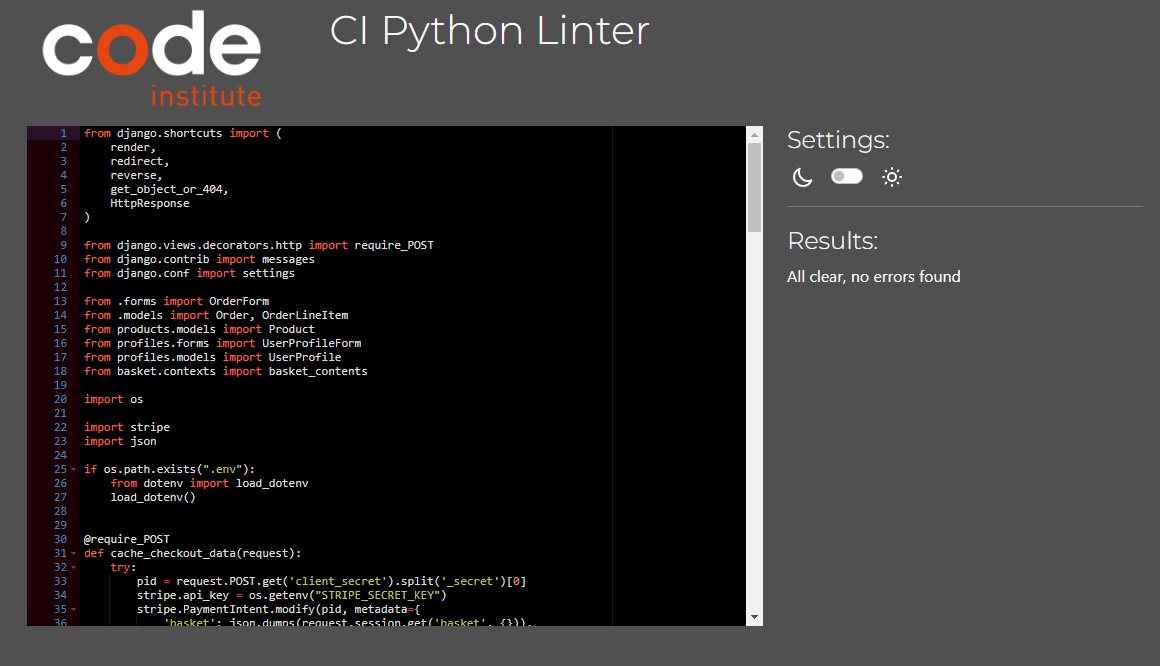 code
institute
CI Python Linter
1 from django.shortcuts import (
2 render,
3 redirect,
4 reverse,
5 get_object_or_404,
6 HttpResponse
7 )
8
9 from django.views.decorators.http import require_POST
10 from django.contrib import messages
11 from django.conf import settings
12
13 from .forms import OrderForm
14 from .models import Order, OrderLineItem
15 from products.models import Product
16 from profiles.forms import UserProfileForm
17 from profiles.models import UserProfile
18 from basket.contexts import basket_contents
19
20 import os
21
22 import stripe
23 import json
24
25 if os.path.exists(".env"):
26 from dotenv import load_dotenv
27 load_dotenv()
28
29
30 @require_POST
31 def cache_checkout_data(request):
32 try:
33 pid = request.POST.get('client_secret').split('_secret')[0]
34 stripe.api_key = os.getenv("STRIPE_SECRET_KEY")
35 stripe.PaymentIntent.modify(pid, metadata={
36 'basket': json.dumps(request.session.get('basket', {})),
Settings:
Results:
All clear, no errors found